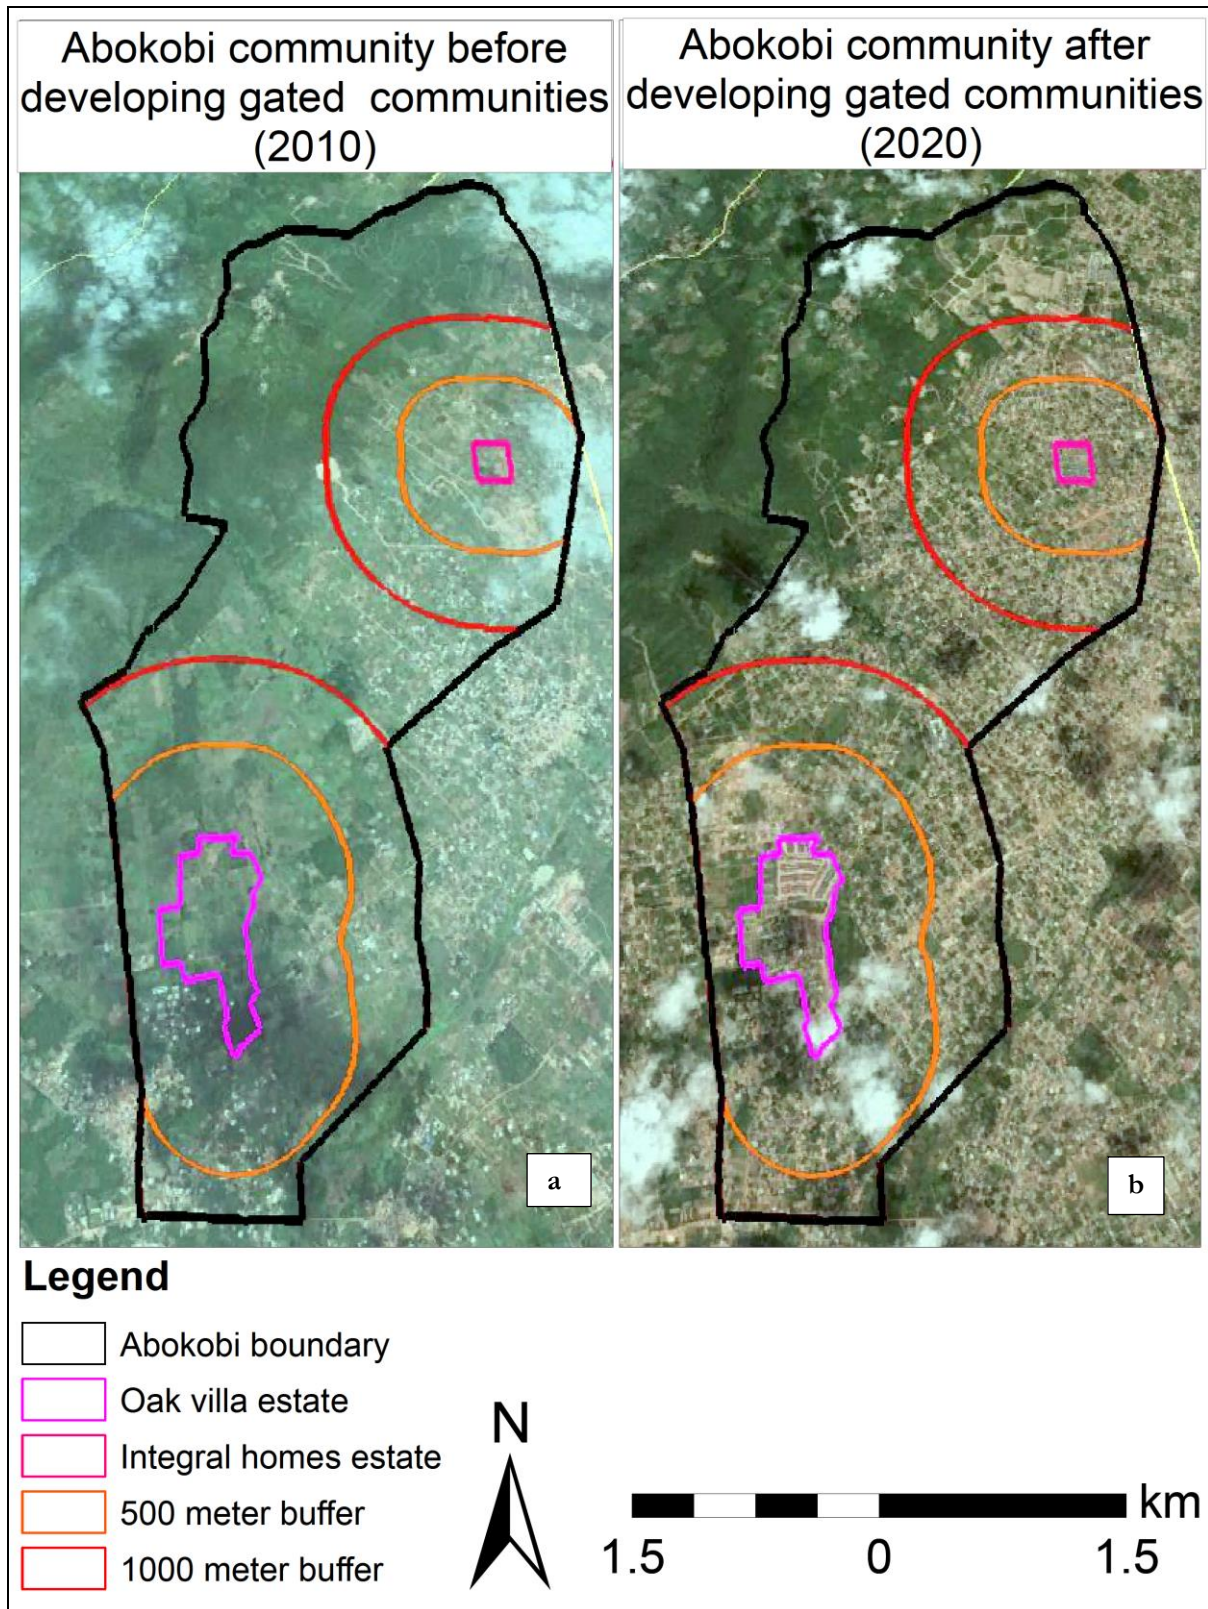 Abokobi community before
developing gated communities
(2010)
Abokobi community after
developing gated communities
(2020)
a
b
Legend
Abokobi boundary
Oak villa estate
Integral homes estate
500 meter buffer
1000 meter buffer
N
km
1.5 0 1.5